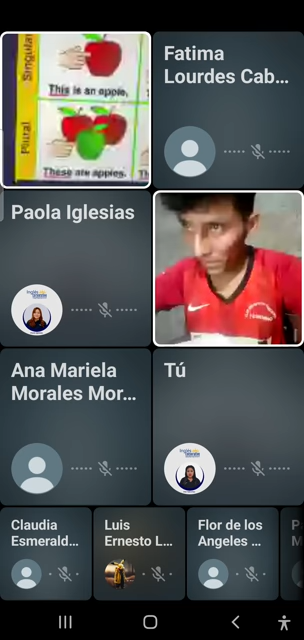 Singular
This is an apple.
Plural
These are apples.
Fatima
Lourdes Cab...
Paola Iglesias
Ana Mariela
Morales Mor...
Tú
Claudia
Esmerald...
Luis
Ernesto L...
Flor de los
Angeles ...